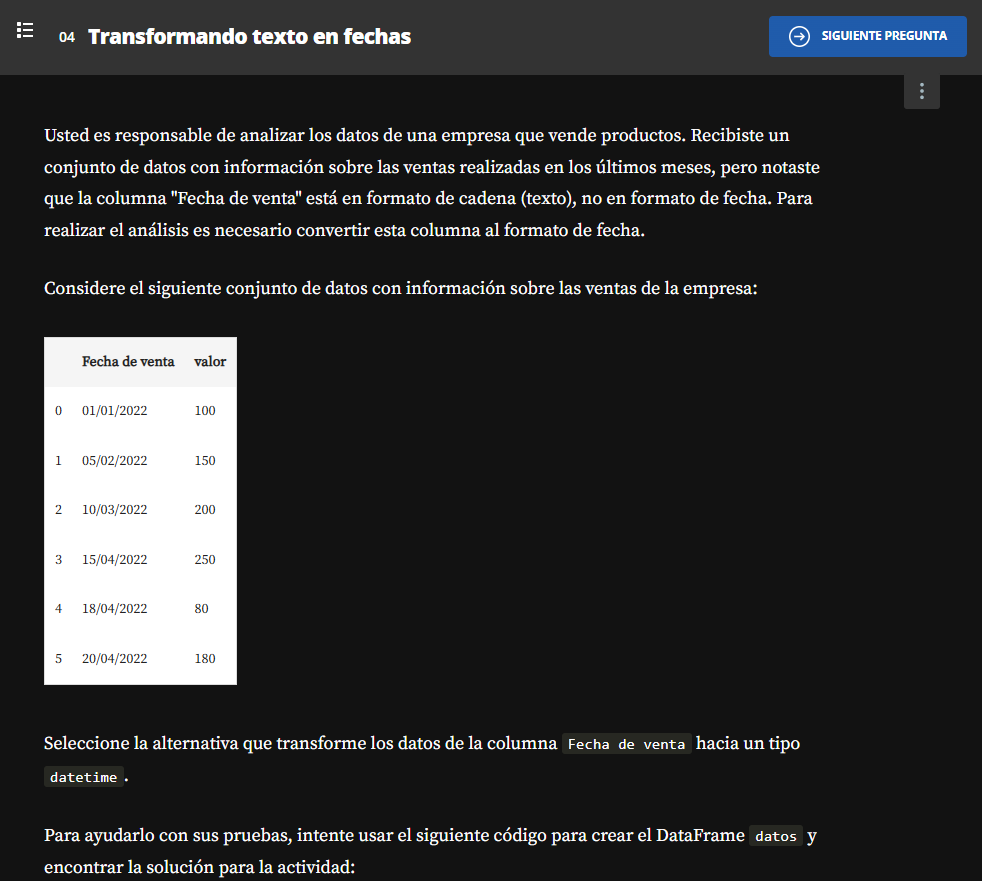 04 Transformando texto en fechas
SIGUIENTE PREGUNTA
Usted es responsable de analizar los datos de una empresa que vende productos. Recibiste un
conjunto de datos con información sobre las ventas realizadas en los últimos meses, pero notaste
que la columna "Fecha de venta" está en formato de cadena (texto), no en formato de fecha. Para
realizar el análisis es necesario convertir esta columna al formato de fecha.
Considere el siguiente conjunto de datos con información sobre las ventas de la empresa:
Fecha de venta valor
0 01/01/2022 100
1 05/02/2022 150
2 10/03/2022 200
3 15/04/2022 250
4 18/04/2022 80
5 20/04/2022 180
Seleccione la alternativa que transforme los datos de la columna Fecha de venta hacia un tipo
datetime.
Para ayudarlo con sus pruebas, intente usar el siguiente código para crear el DataFrame datos y
encontrar la solución para la actividad: